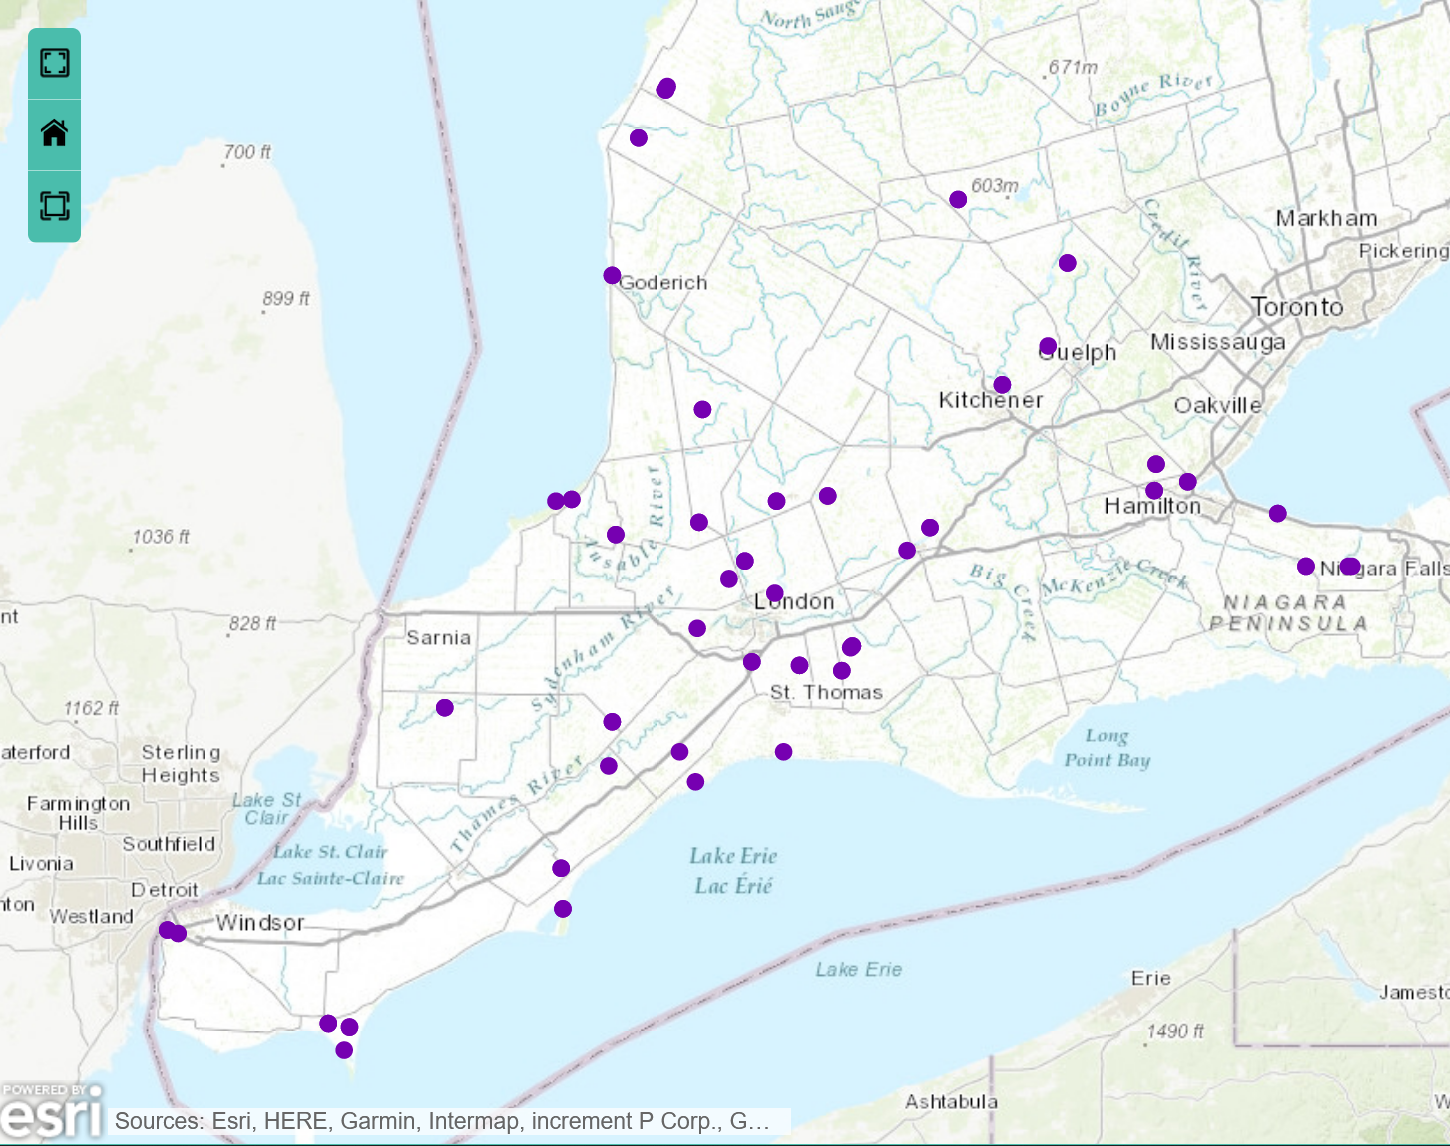 North Sauge
671m
Boyne River
700 ft
603m
Credit River
Markham
Pickering
Goderich
899 ft
Toronto
Mississauga
Guelph
Kitchener
Oakville
Ausable River
Hamilton
1036 ft
Big Creek
McKenzie Creek
Niagara Falls
London
NIAGARA
PENINSULA
nt
828 ft
Sarnia
Sydenham River
St. Thomas
1162 ft
Long
Point Bay
aterford
Sterling
Heights
Thames River
Lake St
Clair
Farmington
Hills
Southfield
Lake St. Clair
Lac Sainte-Claire
Lake Erie
Lac Érié
Livonia
Detroit
nton
Westland
Windsor
Lake Erie
Erie
Jamesto
1490 ft
POWERED BY
esri
Ashtabula
W
Sources: Esri, HERE, Garmin, Intermap, increment P Corp., G…